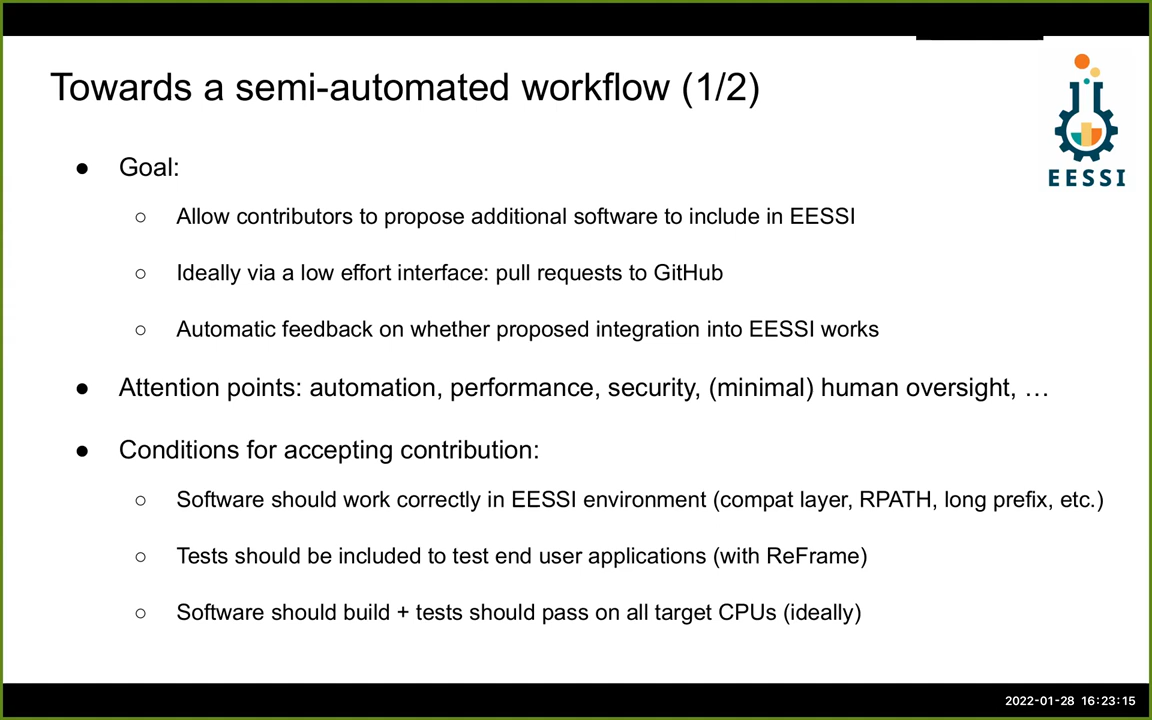 Towards a semi-automated workflow (1/2)
EESSI
● Goal:
○ Allow contributors to propose additional software to include in EESSI
○ Ideally via a low effort interface: pull requests to GitHub
○ Automatic feedback on whether proposed integration into EESSI works
● Attention points: automation, performance, security, (minimal) human oversight, …
● Conditions for accepting contribution:
○ Software should work correctly in EESSI environment (compat layer, RPATH, long prefix, etc.)
○ Tests should be included to test end user applications (with ReFrame)
○ Software should build + tests should pass on all target CPUs (ideally)
2022-01-28 16:23:15